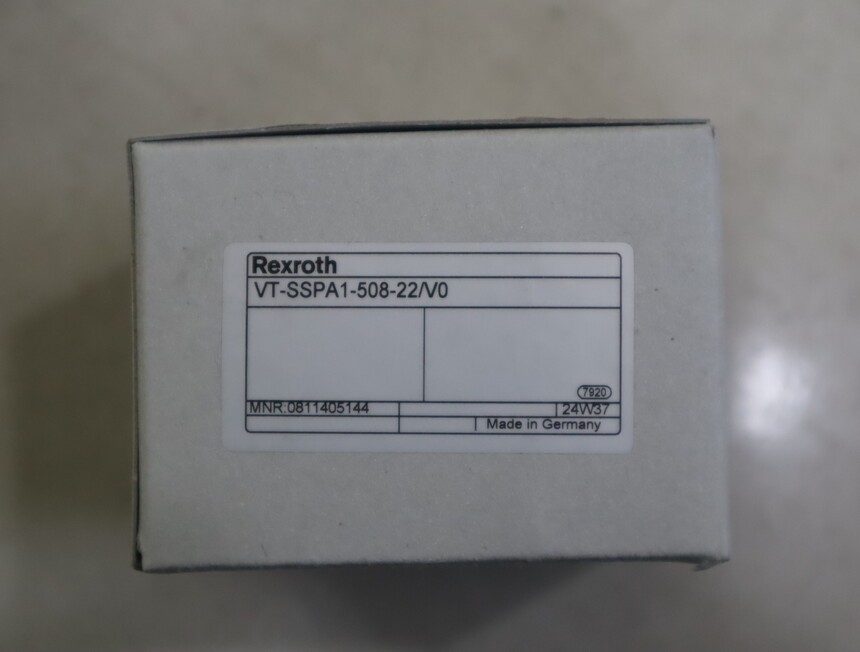 Rexroth
VT-SSPA1-508-22/V0
7920
MNR:0811405144
24W37
Made in Germany